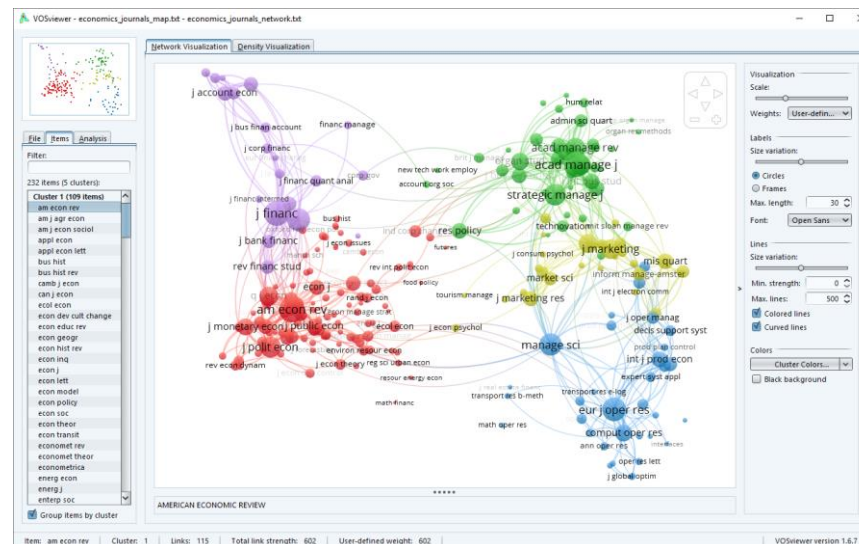 VOSviewer - economics_journals_map.txt - economics_journals_network.txt
File Items Analysis
Filter:
232 items (5 clusters):
Cluster 1 (109 items)
am econ rev
am j agr econ
am j econ sociol
appl econ
appl econ lett
bus hist
bus hist rev
camb j econ
can j econ
ecol econ
econ dev cult change
econ educ rev
econ geogr
econ hist rev
econ inq
econ j
econ lett
econ model
econ policy
econ soc
econ theor
econ transit
economet rev
economet theor
econometrica
energ econ
energ j
enterp soc
Group items by cluster
Network Visualization Density Visualization
j account econ
j bus finan account
financ manage
j corp financ
j financ quant anal
corp gov
new tech work employ
account org soc
j financ
bus hist
j bank financ
j econ issues
rev financ stud
hum relat
admin sci quart
organ res methods
acad manage rev
acad manage j
strategic manage j
res policy
technovation
mit sloan manage rev
futures
j marketing
j consum psychol
mis quart
market sci
inform manage-amster
int j electron comm
j marketing res
tourism manage
rev int polit econ
food policy
econ j
rand j econ
am econ rev
j econ manage strat
j monetary econ
j public econ
ecol econ
j econ psychol
j polit econ
environ resour econ
rev econ dynam
j econ theory
reg sci urban econ
resour energy econ
math financ
j oper manag
decis support syst
manage sci
prod plan control
int j prod econ
expert syst appl
transport res e-log
transport res b-meth
eur j oper res
math oper res
comput oper res
ann oper res
interfaces
oper res lett
j global optim
AMERICAN ECONOMIC REVIEW
Visualization
Scale:
Weights: User-defin...
Labels
Size variation:
Circles
Frames
Max. length: 30
Font: Open Sans
Lines
Size variation:
Min. strength: 0
Max. lines: 500
Colored lines
Curved lines
Colors
Cluster Colors...
Black background
Item: am econ rev Cluster: 1 Links: 115 Total link strength: 602 User-defined weight: 602
VOSviewer version 1.6.7